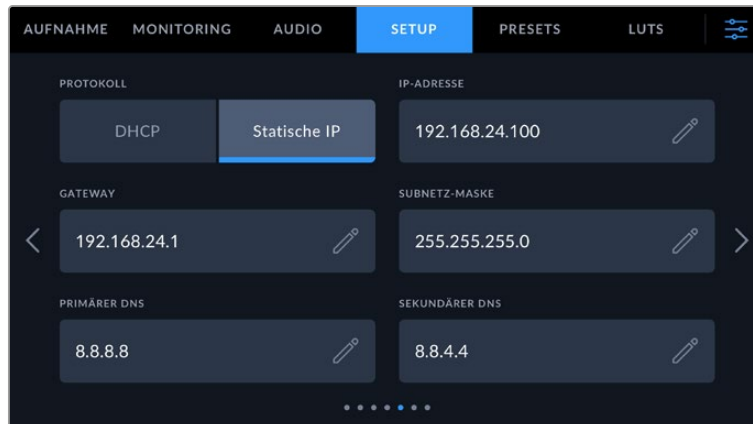 AUFNAHME MONITORING AUDIO SETUP PRESETS LUTS
PROTOKOLL IP-ADRESSE
DHCP Statische IP 192.168.24.100
GATEWAY SUBNETZ-MASKE
192.168.24.1 255.255.255.0
PRIMÄRER DNS SEKUNDÄRER DNS
8.8.8.8 8.8.4.4